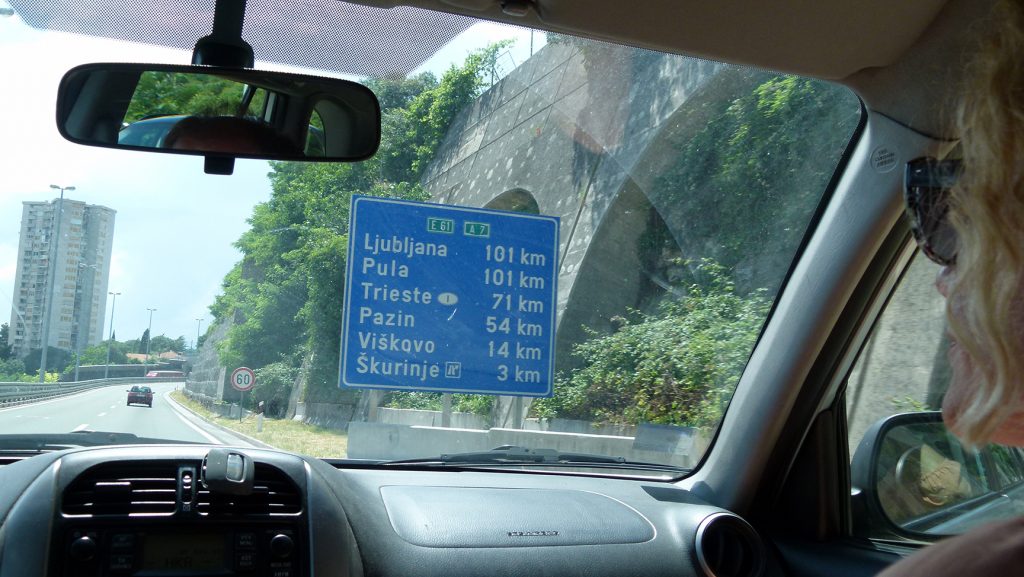 E 61 A 7
Ljubljana 101 km
Pula 101 km
Trieste I 71 km
Pazin 54 km
Viškovo 14 km
Škurinje 3 km
60